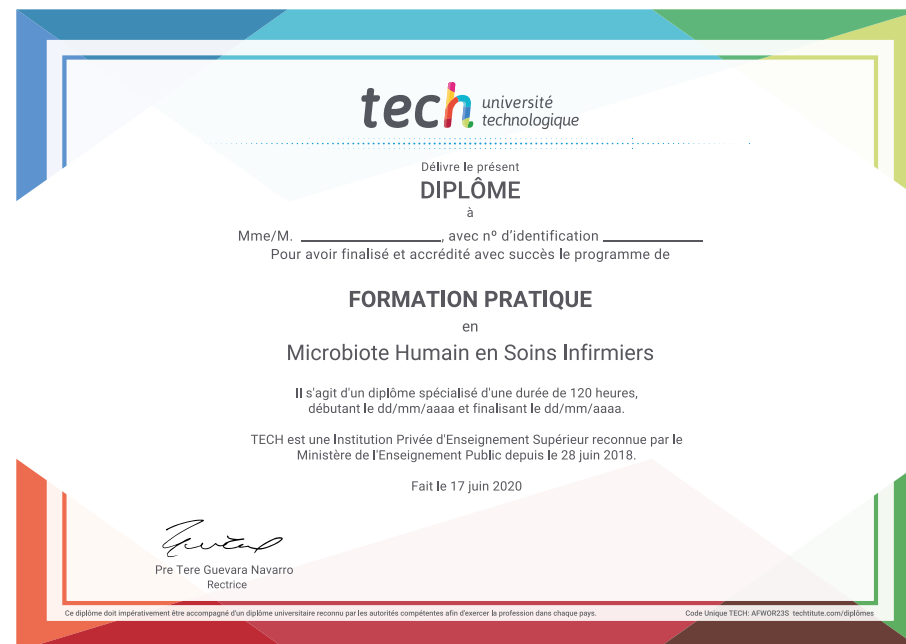 tech université
technologique
Délivre le présent
DIPLÔME
à
Mme/M. ____________________, avec nº d'identification ______________
Pour avoir finalisé et accrédité avec succès le programme de
FORMATION PRATIQUE
en
Microbiote Humain en Soins Infirmiers
Il s'agit d'un diplôme spécialisé d'une durée de 120 heures,
débutant le dd/mm/aaaa et finalisant le dd/mm/aaaa.
TECH est une Institution Privée d'Enseignement Supérieur reconnue par le
Ministère de l'Enseignement Public depuis le 28 juin 2018.
Fait le 17 juin 2020
Pre Tere Guevara Navarro
Rectrice
Ce diplôme doit impérativement être accompagné d'un diplôme universitaire reconnu par les autorités compétentes afin d'exercer la profession dans chaque pays.
Code Unique TECH: AFWOR23S techtitute.com/diplômes